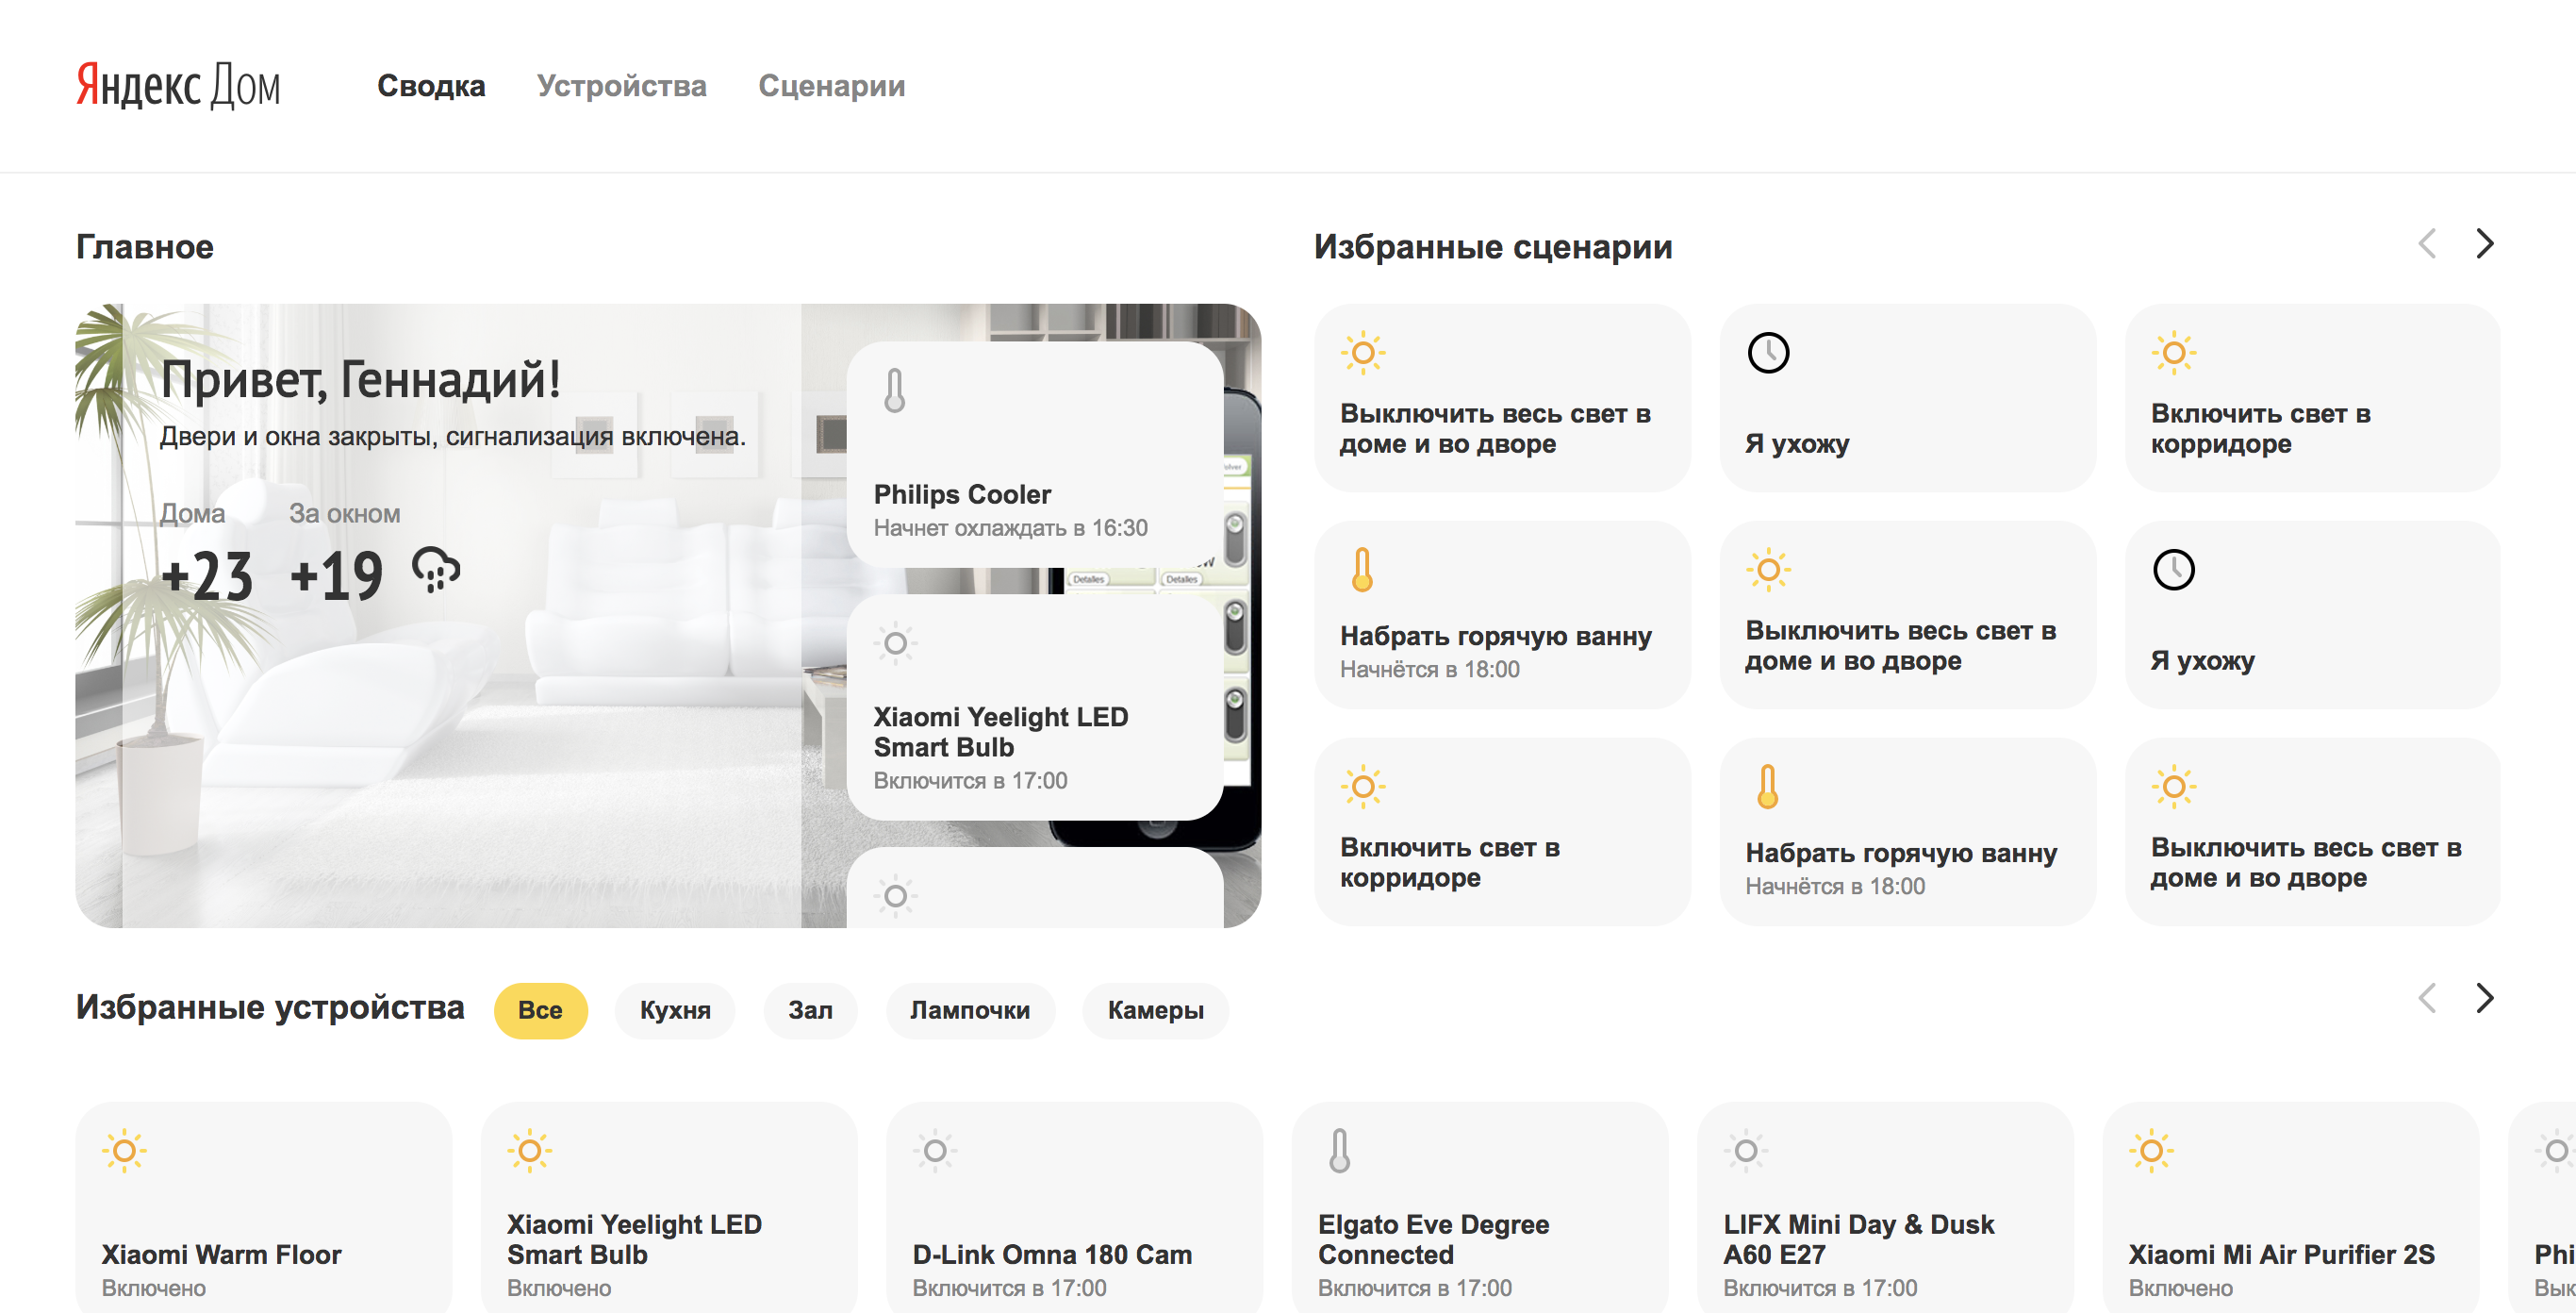 Яндекс Дом
Сводка
Устройства
Сценарии
Главное
Привет, Геннадий!
Двери и окна закрыты, сигнализация включена.
Дома
За окном
+23
+19
Philips Cooler
Начнет охлаждать в 16:30
Detalles
Detalles
Xiaomi Yeelight LED
Smart Bulb
Включится в 17:00
Избранные сценарии
Выключить весь свет в
доме и во дворе
Я ухожу
Включить свет в
корридоре
Набрать горячую ванну
Начнётся в 18:00
Выключить весь свет в
доме и во дворе
Я ухожу
Включить свет в
корридоре
Набрать горячую ванну
Начнётся в 18:00
Выключить весь свет в
доме и во дворе
Избранные устройства
Все
Кухня
Зал
Лампочки
Камеры
Xiaomi Warm Floor
Включено
Xiaomi Yeelight LED
Smart Bulb
Включено
D-Link Omna 180 Cam
Включится в 17:00
Elgato Eve Degree
Connected
Включится в 17:00
LIFX Mini Day & Dusk
A60 E27
Включится в 17:00
Xiaomi Mi Air Purifier 2S
Включено